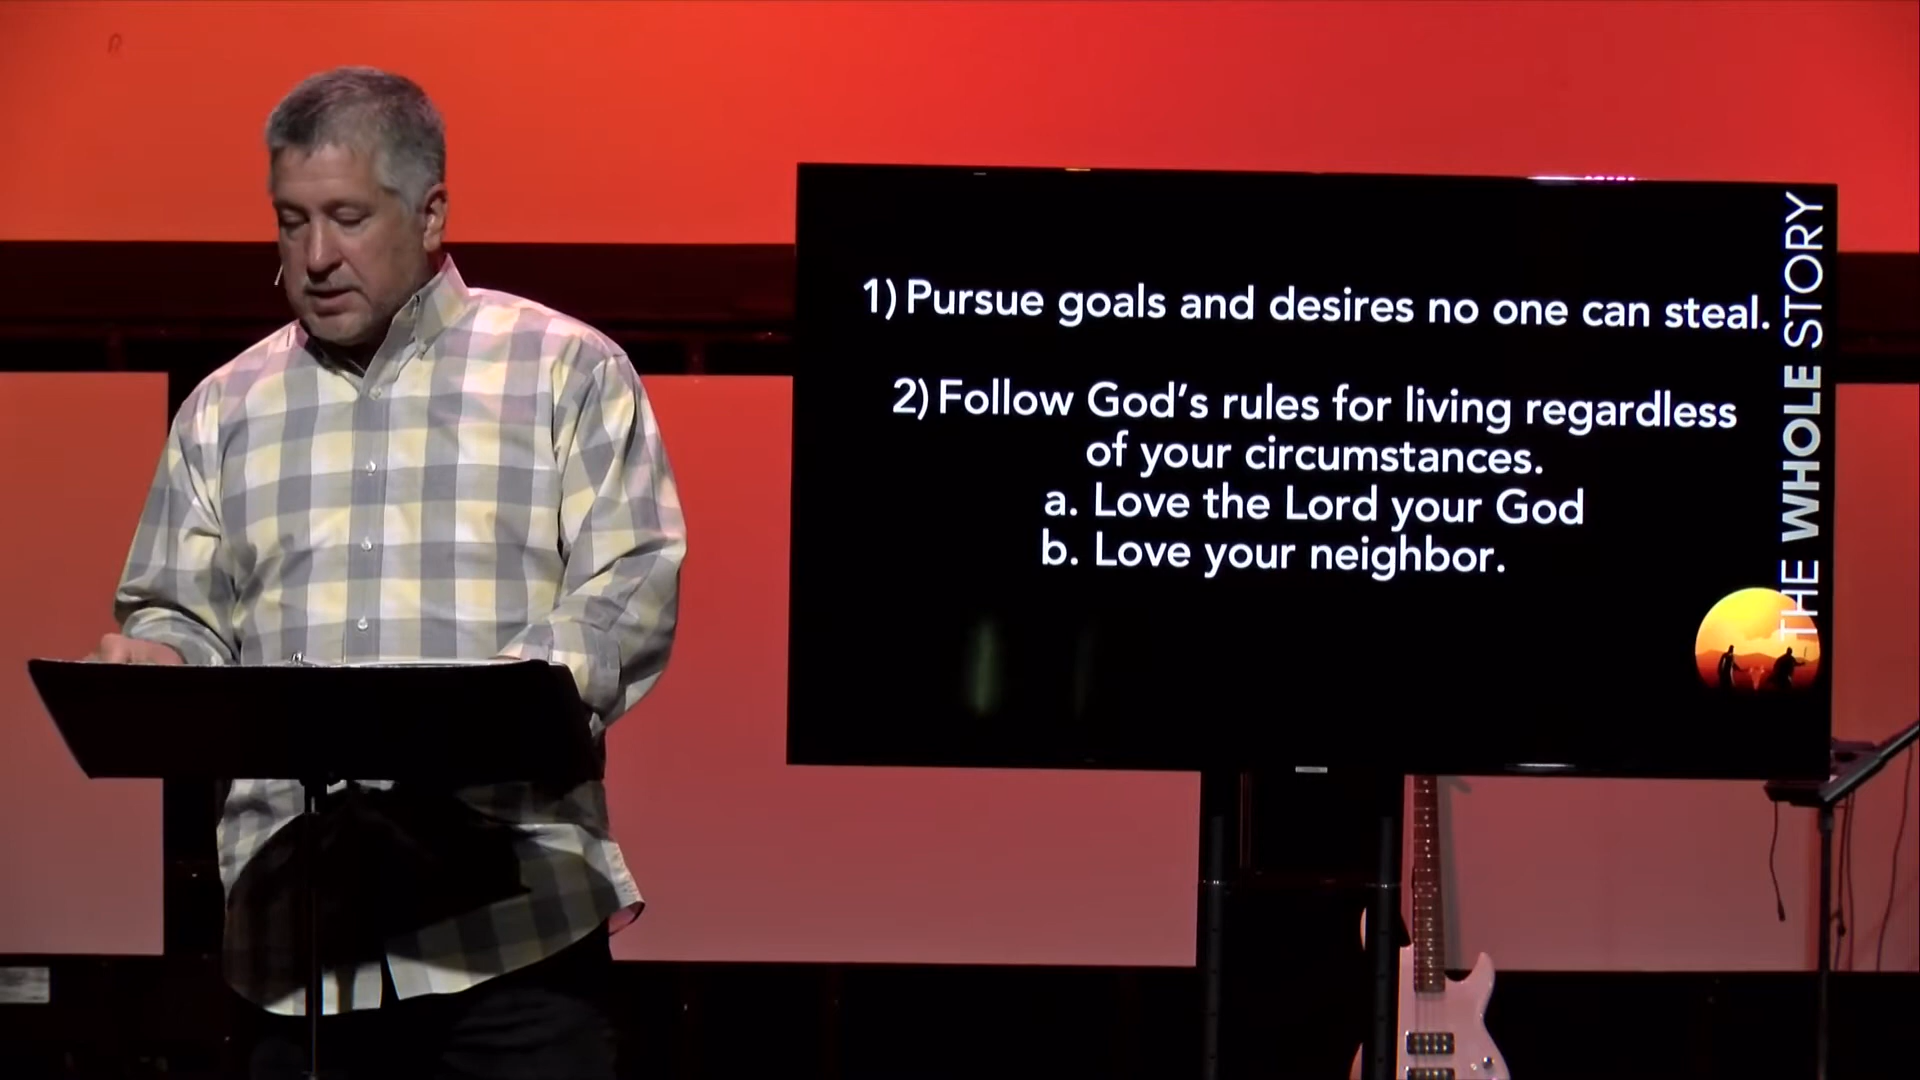 1) Pursue goals and desires no one can steal.
2) Follow God's rules for living regardless
of your circumstances.
a. Love the Lord your God
b. Love your neighbor.
THE WHOLE STORY